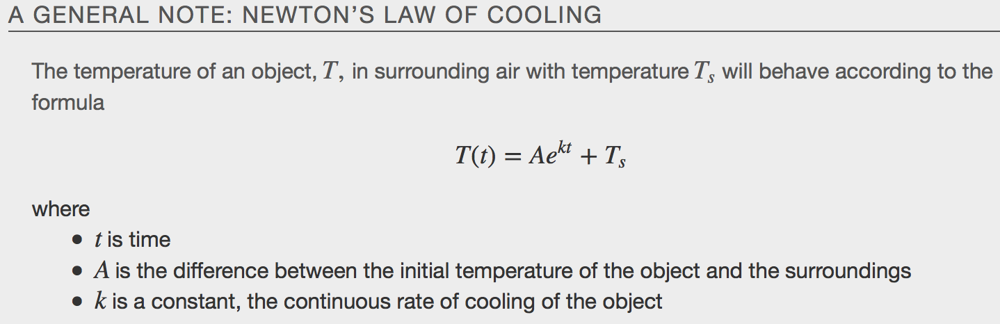 A GENERAL NOTE: NEWTON’S LAW OF COOLING
The temperature of an object, T, in surrounding air with temperature Tₛ will behave according to the
formula
T(t) = Ae^{kt} + Tₛ
where
● t is time
● A is the difference between the initial temperature of the object and the surroundings
● k is a constant, the continuous rate of cooling of the object